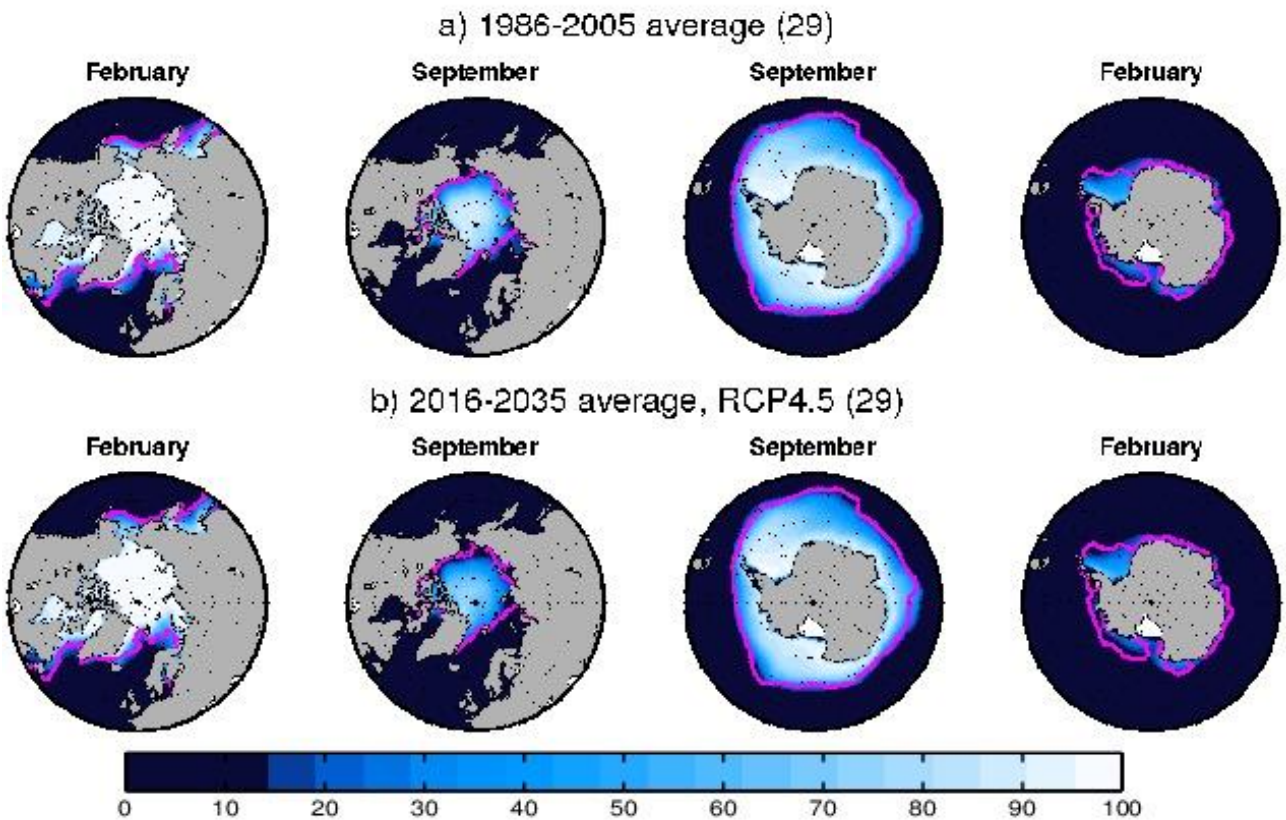 a) 1986-2005 average (29)
February September September February
b) 2016-2035 average, RCP4.5 (29)
February September September February
0 10 20 30 40 50 60 70 80 90 100